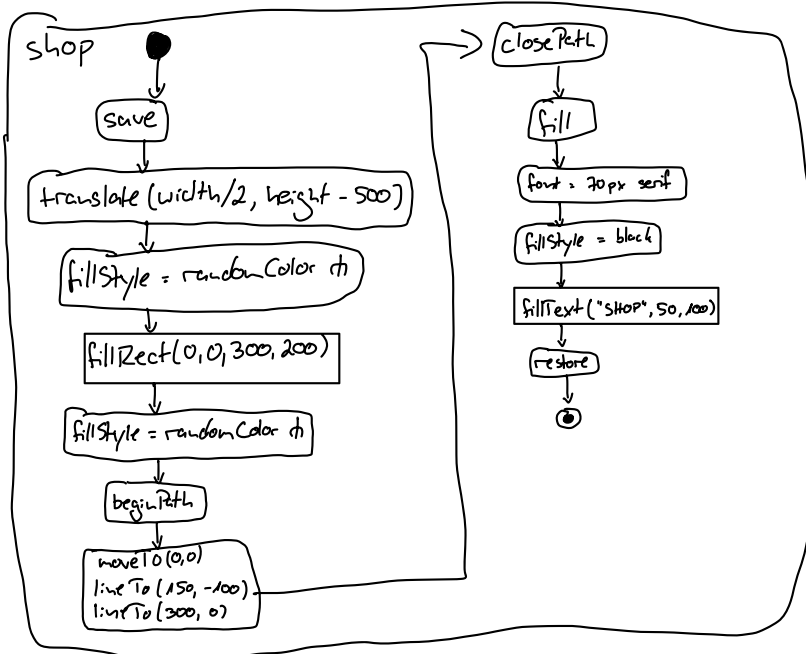 shop
save
translate(width/2, height - 500)
fillStyle = randomColor
fillRect(0,0,300,200)
fillStyle = randomColor
beginPath
moveTo(0,0)
lineTo(150, -100)
lineTo(300, 0)
closePath
fill
font = 70px serif
fillStyle = black
fillText("SHOP", 50, 100)
restore